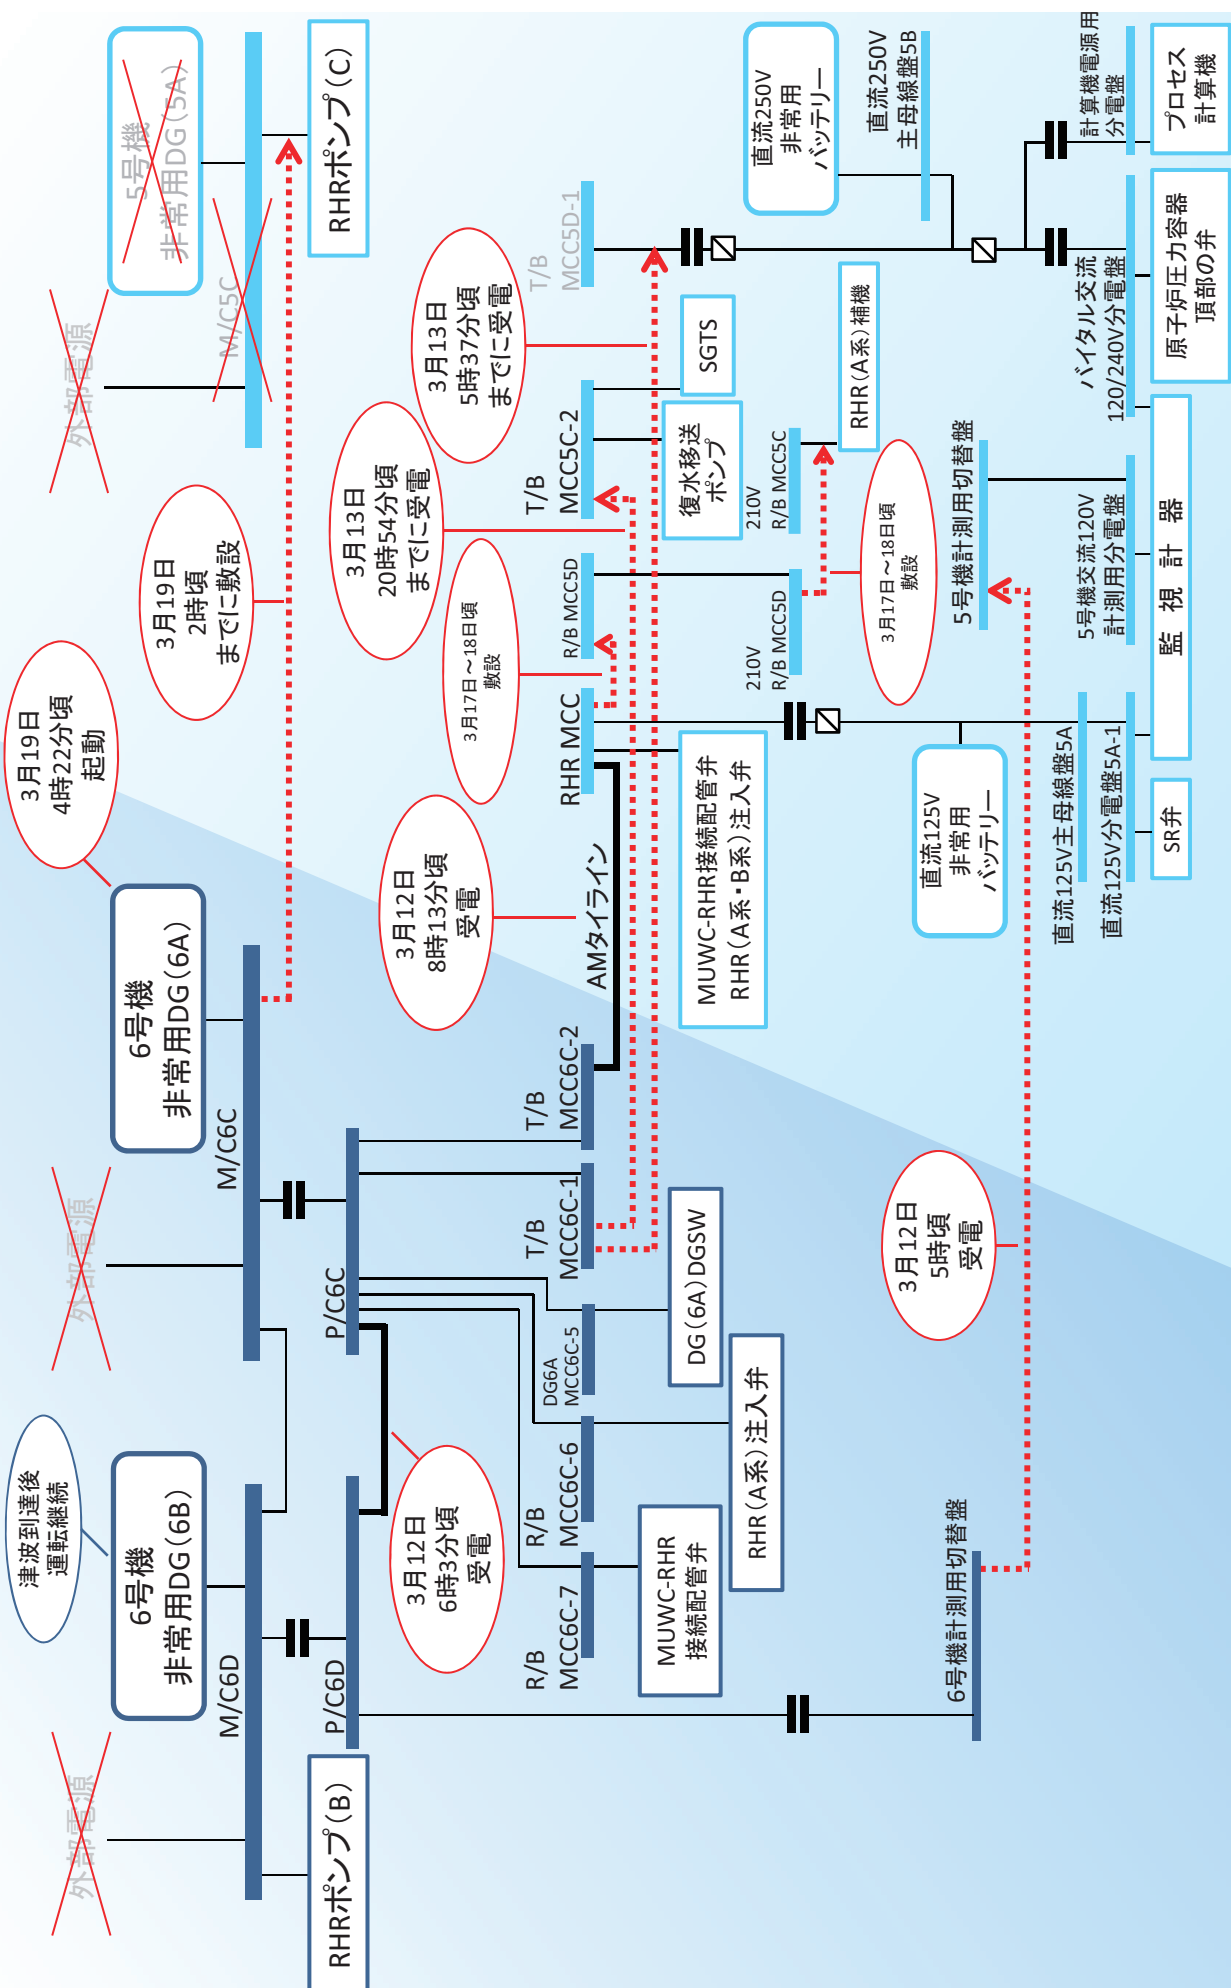 外部電源
津波到達後
運転継続
6号機
非常用DG(6B)
M/C6D
RHRポンプ(B)
P/C6D
外部電源
3月19日
4時22分頃
起動
6号機
非常用DG(6A)
M/C6C
P/C6C
3月12日
6時3分頃
受電
外部電源
5号機
非常用DG(5A)
M/C5C
RHRポンプ(C)
3月19日
2時頃
までに敷設
R/B
MCC6C-7
R/B
MCC6C-6
DG6A
MCC6C-5
T/B
MCC6C-1
T/B
MCC6C-2
AMタイライン
3月12日
8時13分頃
受電
RHR MCC
3月17日～18日頃
敷設
R/B MCC5D
3月13日
20時54分頃
までに受電
T/B
MCC5C-2
3月13日
5時37分頃
までに受電
T/B
MCC5D-1
MUWC-RHR
接続配管弁
RHR(A系)注入弁
DG(6A)DGSW
MUWC-RHR接続配管弁
RHR(A系・B系)注入弁
210V
R/B MCC5D
復水移送
ポンプ
SGTS
210V
R/B MCC5C
RHR(A系)補機
3月17日～18日頃
敷設
直流250V
非常用
バッテリー
直流250V
主母線盤5B
6号機計測用切替盤
3月12日
5時頃
受電
直流125V
非常用
バッテリー
5号機計測用切替盤
直流125V主母線盤5A
直流125V分電盤5A-1
5号機交流120V
計測用分電盤
バイタル交流
120/240V分電盤
計算機電源用
分電盤
SR弁
監視計器
原子炉圧力容器
頂部の弁
プロセス
計算機